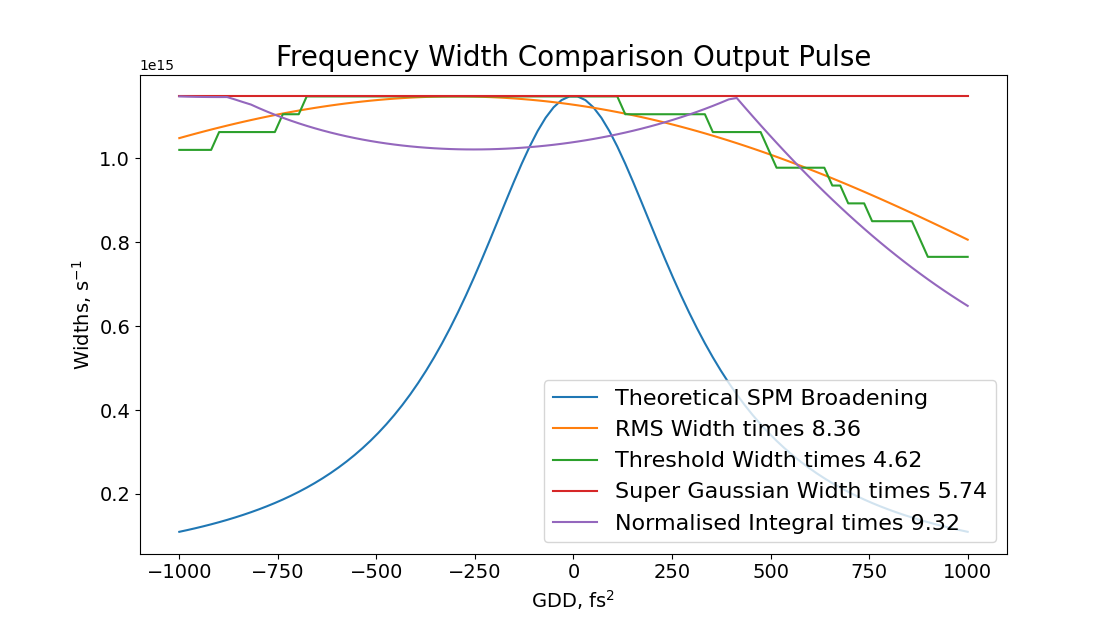 Frequency Width Comparison Output Pulse
1e15
Widths, s⁻¹
1.0
0.8
0.6
0.4
0.2
Theoretical SPM Broadening
RMS Width times 8.36
Threshold Width times 4.62
Super Gaussian Width times 5.74
Normalised Integral times 9.32
−1000 −750 −500 −250 0 250 500 750 1000
GDD, fs²